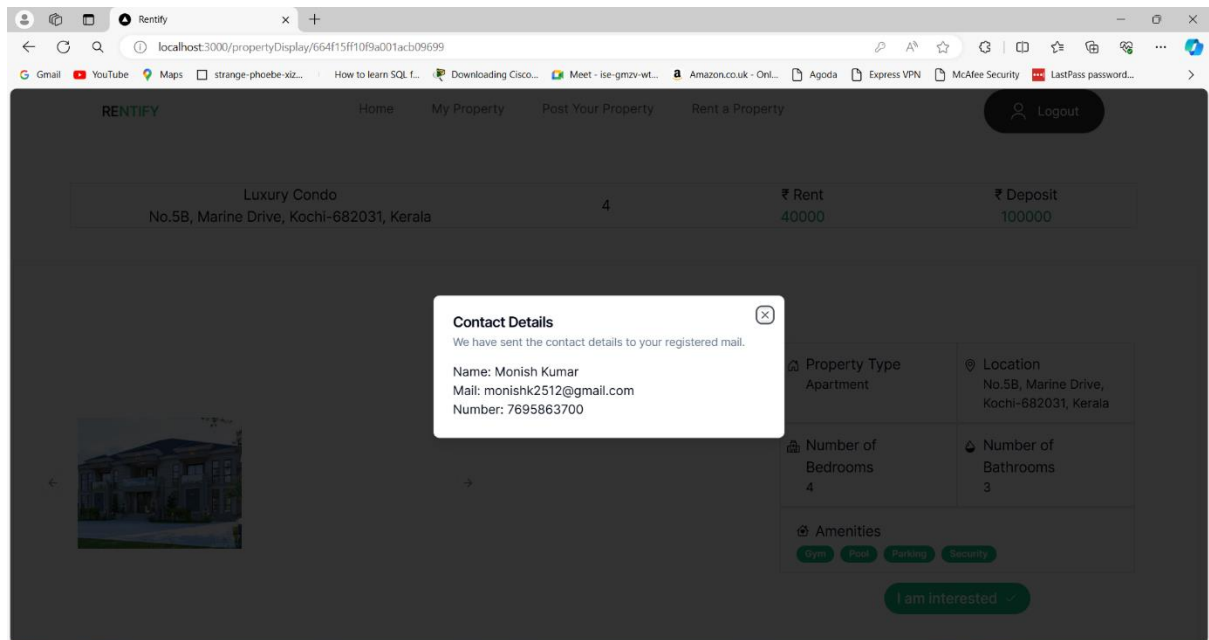 Rentify
localhost:3000/propertyDisplay/664f15ff10f9a001acb09699
Gmail YouTube Maps strange-phoebe-xiz... How to learn SQL f... Downloading Cisco... Meet - ise-gmzv-wt... Amazon.co.uk - Onl... Agoda Express VPN McAfee Security LastPass password...
RENTIFY Home My Property Post Your Property Rent a Property Logout
Luxury Condo 4 ₹ Rent ₹ Deposit
No.5B, Marine Drive, Kochi-682031, Kerala 40000 100000
Contact Details
We have sent the contact details to your registered mail.
Name: Monish Kumar
Mail: monishk2512@gmail.com
Number: 7695863700
Property Type
Apartment
Location
No.5B, Marine Drive,
Kochi-682031, Kerala
Number of
Bedrooms
4
Number of
Bathrooms
3
Amenities
Gym Pool Parking Security
I am interested